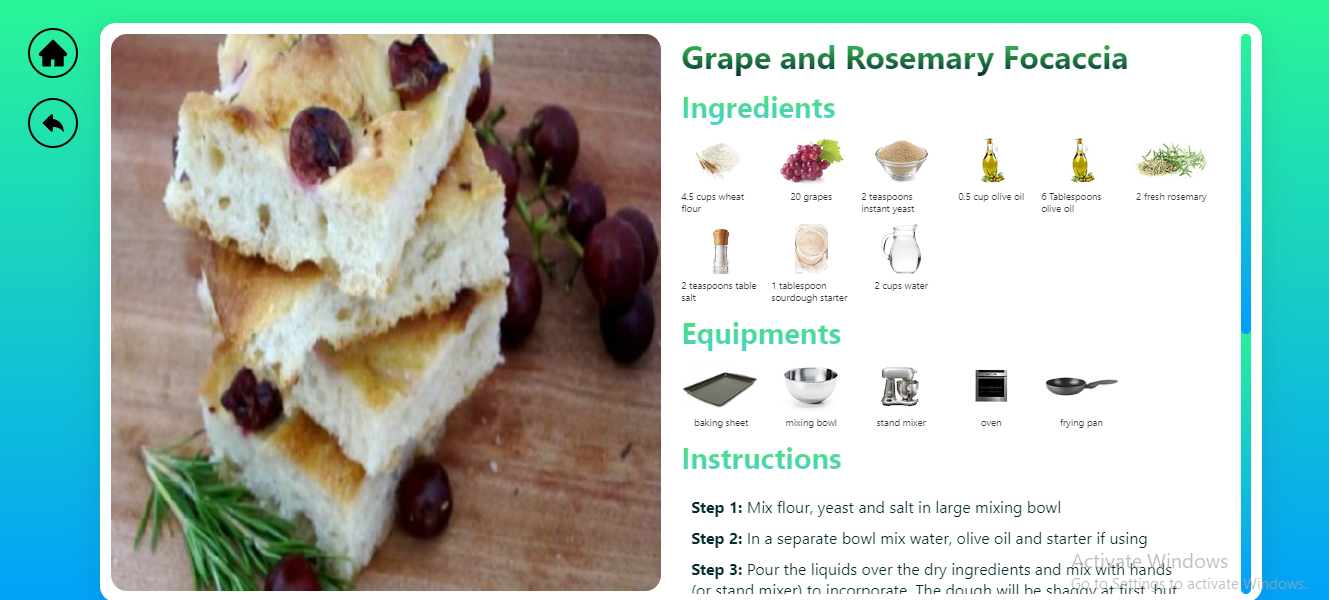 Grape and Rosemary Focaccia
Ingredients
4.5 cups wheat
flour
20 grapes
2 teaspoons
instant yeast
0.5 cup olive oil
6 Tablespoons
olive oil
2 fresh rosemary
2 teaspoons table
salt
1 tablespoon
sourdough starter
2 cups water
Equipments
baking sheet
mixing bowl
stand mixer
oven
frying pan
Instructions
Step 1: Mix flour, yeast and salt in large mixing bowl
Step 2: In a separate bowl mix water, olive oil and starter if using
Step 3: Pour the liquids over the dry ingredients and mix with hands
(or stand mixer) to incorporate. The dough will be shaggy at first, but
Activate Windows
Go to Settings to activate Windows.